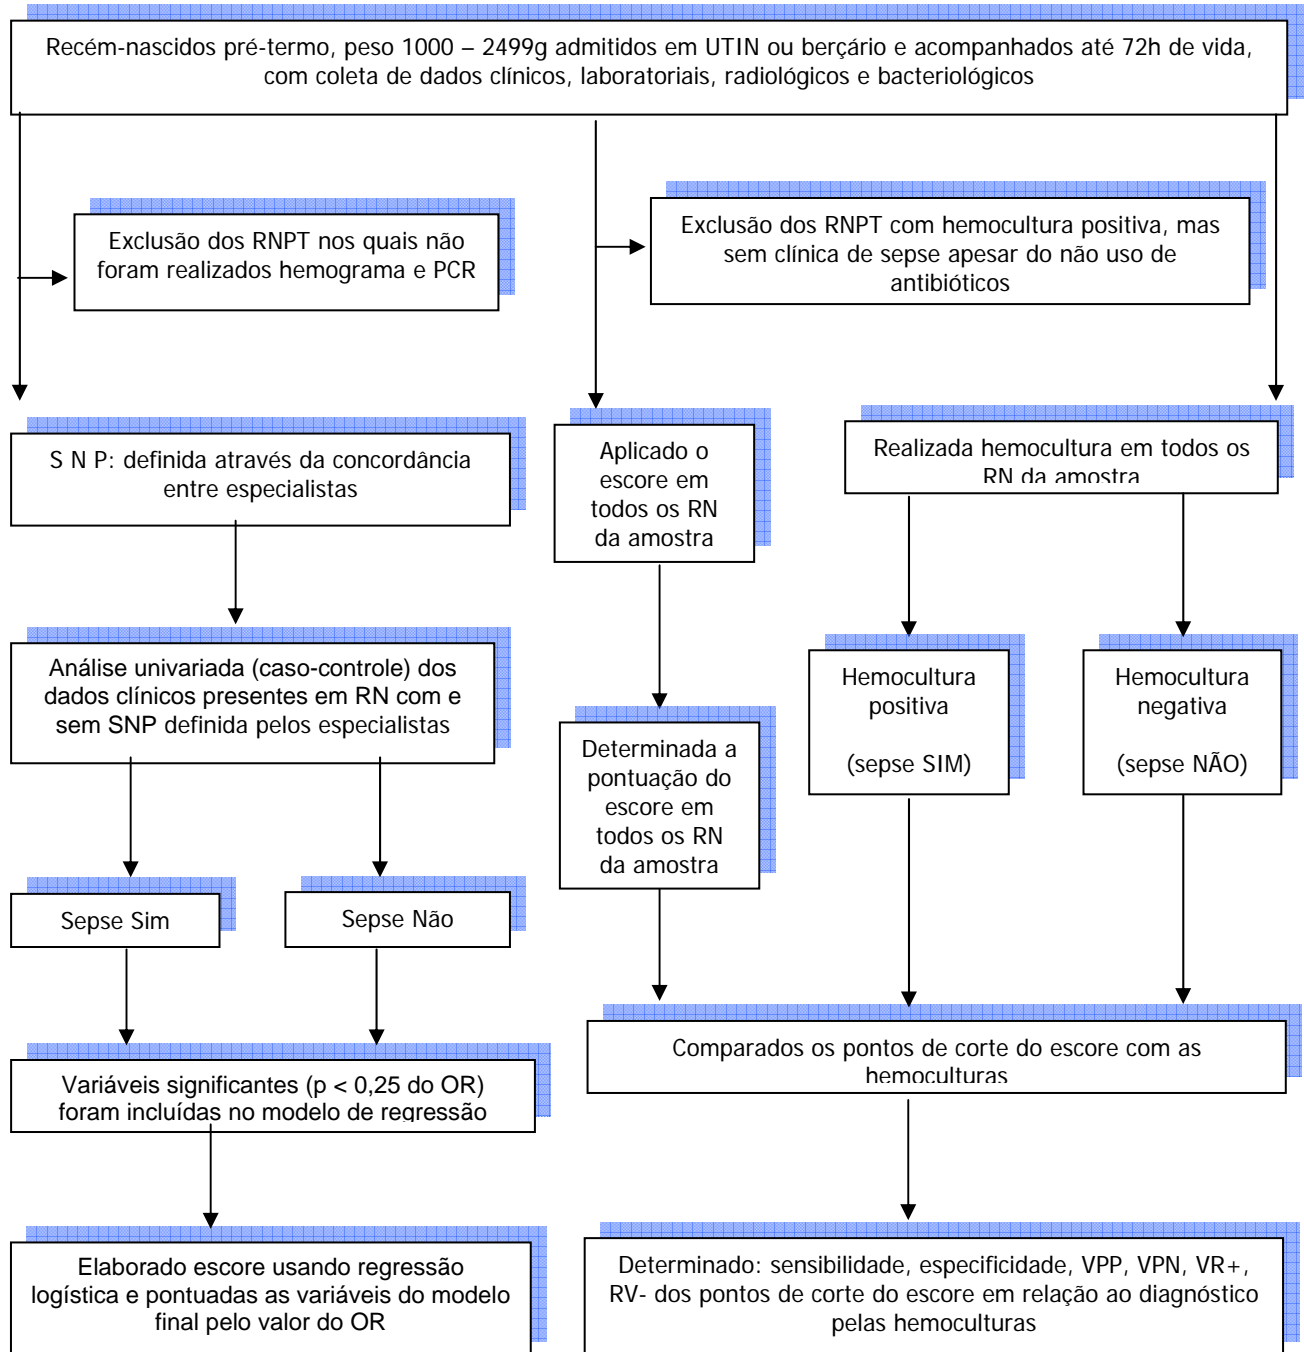 Recém-nascidos pré-termo, peso 1000 – 2499g admitidos em UTIN ou berçário e acompanhados até 72h de vida,
com coleta de dados clínicos, laboratoriais, radiológicos e bacteriológicos
Exclusão dos RNPT nos quais não
foram realizados hemograma e PCR
Exclusão dos RNPT com hemocultura positiva, mas
sem clínica de sepse apesar do não uso de
antibióticos
S N P: definida através da concordância
entre especialistas
Aplicado o
escore em
todos os RN
da amostra
Realizada hemocultura em todos os
RN da amostra
Análise univariada (caso-controle) dos
dados clínicos presentes em RN com e
sem SNP definida pelos especialistas
Determinada a
pontuação do
escore em
todos os RN
da amostra
Hemocultura
positiva
(sepse SIM)
Hemocultura
negativa
(sepse NÃO)
Sepse Sim
Sepse Não
Variáveis significantes (p < 0,25 do OR)
foram incluídas no modelo de regressão
Comparados os pontos de corte do escore com as
hemoculturas
Elaborado escore usando regressão
logística e pontuadas as variáveis do modelo
final pelo valor do OR
Determinado: sensibilidade, especificidade, VPP, VPN, VR+,
RV- dos pontos de corte do escore em relação ao diagnóstico
pelas hemoculturas